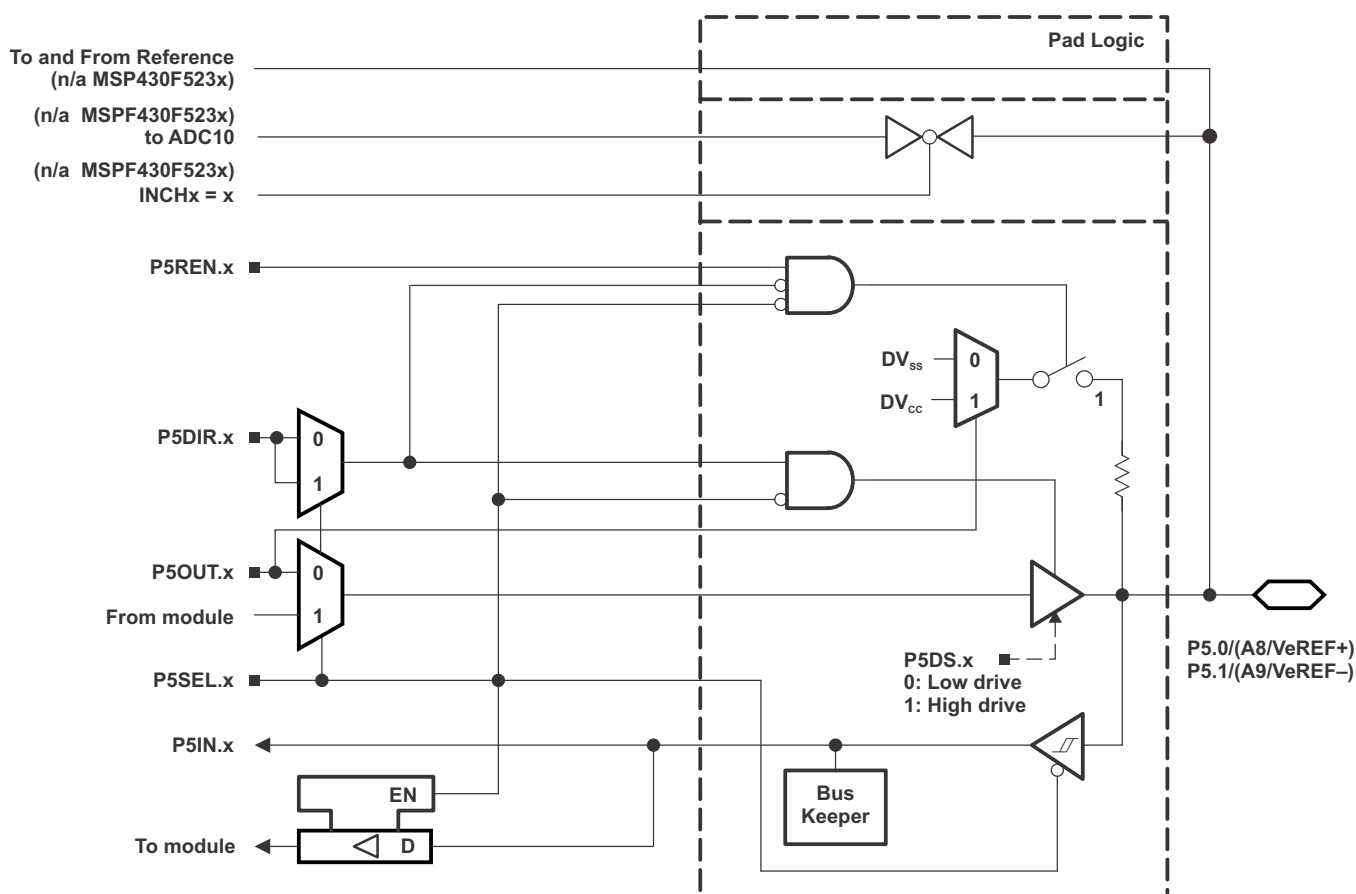 Pad Logic
To and From Reference
(n/a MSP430F523x)
(n/a MSPF430F523x)
to ADC10
(n/a MSPF430F523x)
INCHx = x
P5REN.x
DVss
0
DVcc
1
1
P5DIR.x
0
1
P5OUT.x
0
From module
1
P5DS.x
0: Low drive
1: High drive
P5.0/(A8/VeREF+)
P5.1/(A9/VeREF–)
P5SEL.x
P5IN.x
Bus
Keeper
EN
To module
D